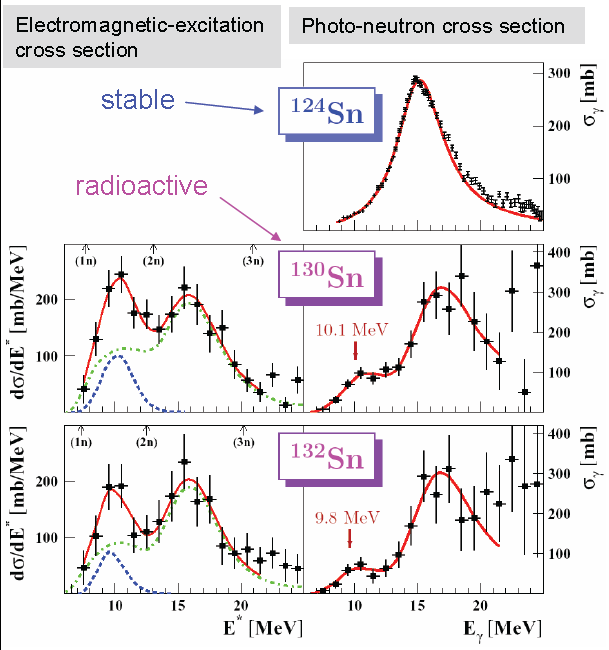 Electromagnetic-excitation
cross section
Photo-neutron cross section
stable
radioactive
124Sn
300
200
100
σγ [mb]
(1n) (2n) (3n)
130Sn
dσ/dE* [mb/MeV]
200
100
10.1 MeV
400
300
200
100
σγ [mb]
(1n) (2n) (3n)
132Sn
dσ/dE* [mb/MeV]
200
100
9.8 MeV
400
300
200
100
σγ [mb]
10 15 20
E* [MeV]
10 15 20
Eγ [MeV]